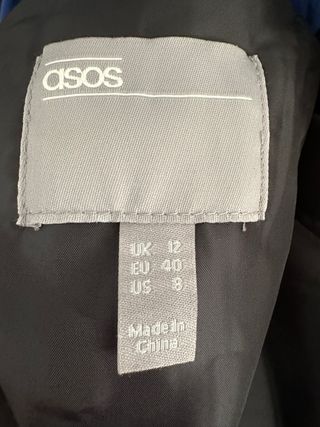 asos
UK 12
EU 40
US 8
Made in
China